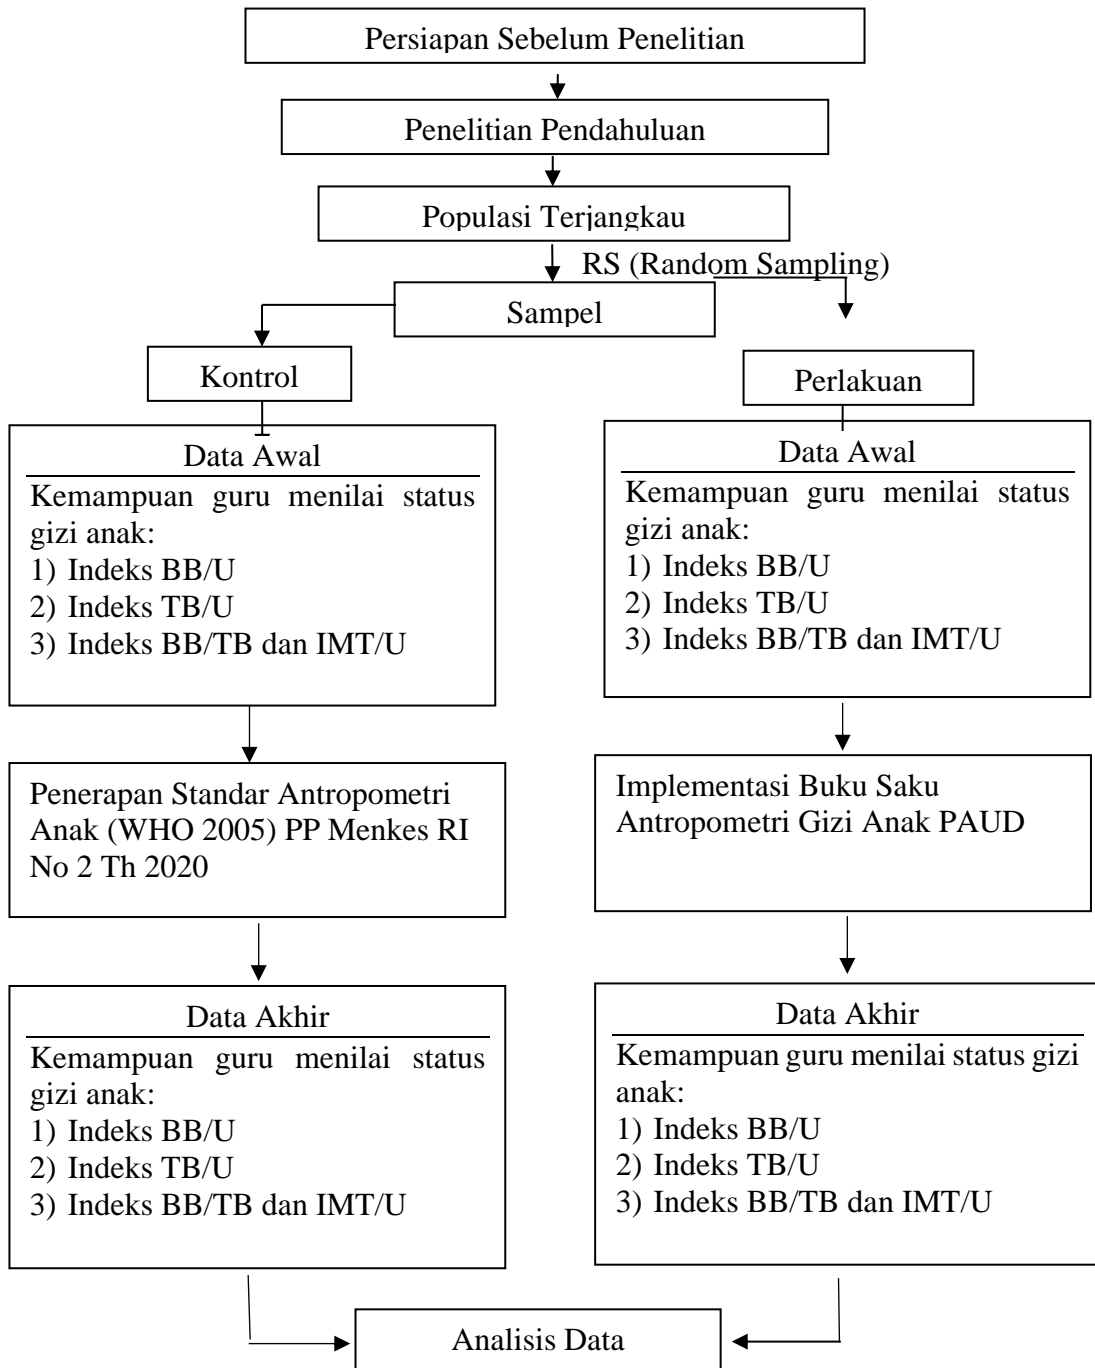 Persiapan Sebelum Penelitian
Penelitian Pendahuluan
Populasi Terjangkau
RS (Random Sampling)
Sampel
Kontrol
Perlakuan
Data Awal
Kemampuan guru menilai status
gizi anak:
1) Indeks BB/U
2) Indeks TB/U
3) Indeks BB/TB dan IMT/U
Data Awal
Kemampuan guru menilai status
gizi anak:
1) Indeks BB/U
2) Indeks TB/U
3) Indeks BB/TB dan IMT/U
Penerapan Standar Antropometri
Anak (WHO 2005) PP Menkes RI
No 2 Th 2020
Implementasi Buku Saku
Antropometri Gizi Anak PAUD
Data Akhir
Kemampuan guru menilai status
gizi anak:
1) Indeks BB/U
2) Indeks TB/U
3) Indeks BB/TB dan IMT/U
Data Akhir
Kemampuan guru menilai status gizi
anak:
1) Indeks BB/U
2) Indeks TB/U
3) Indeks BB/TB dan IMT/U
Analisis Data